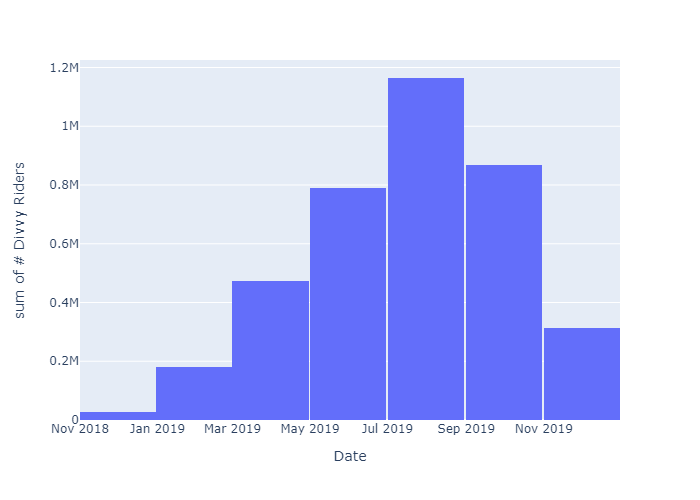 1.2M
1M
0.8M
0.6M
0.4M
0.2M
0
sum of # Divvy Riders
Nov 2018 Jan 2019 Mar 2019 May 2019 Jul 2019 Sep 2019 Nov 2019
Date